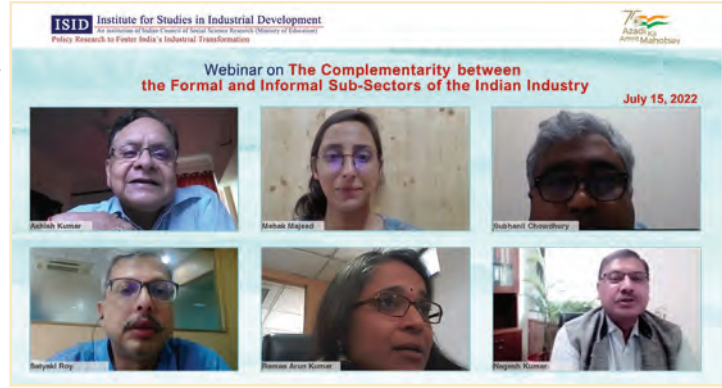 ISID Institute for Studies in Industrial Development
An institution of Indian Council of Social Science Research (Ministry of Education)
Policy Research to Foster India's Industrial Transformation
Azadi Ka
Amrit Mahotsav
Webinar on The Complementarity between
the Formal and Informal Sub-Sectors of the Indian Industry
July 15, 2022
Ashish Kumar
Mehak Majeed
Subhanil Chowdhury
Satyaki Roy
Ramaa Arun Kumar
Nagesh Kumar